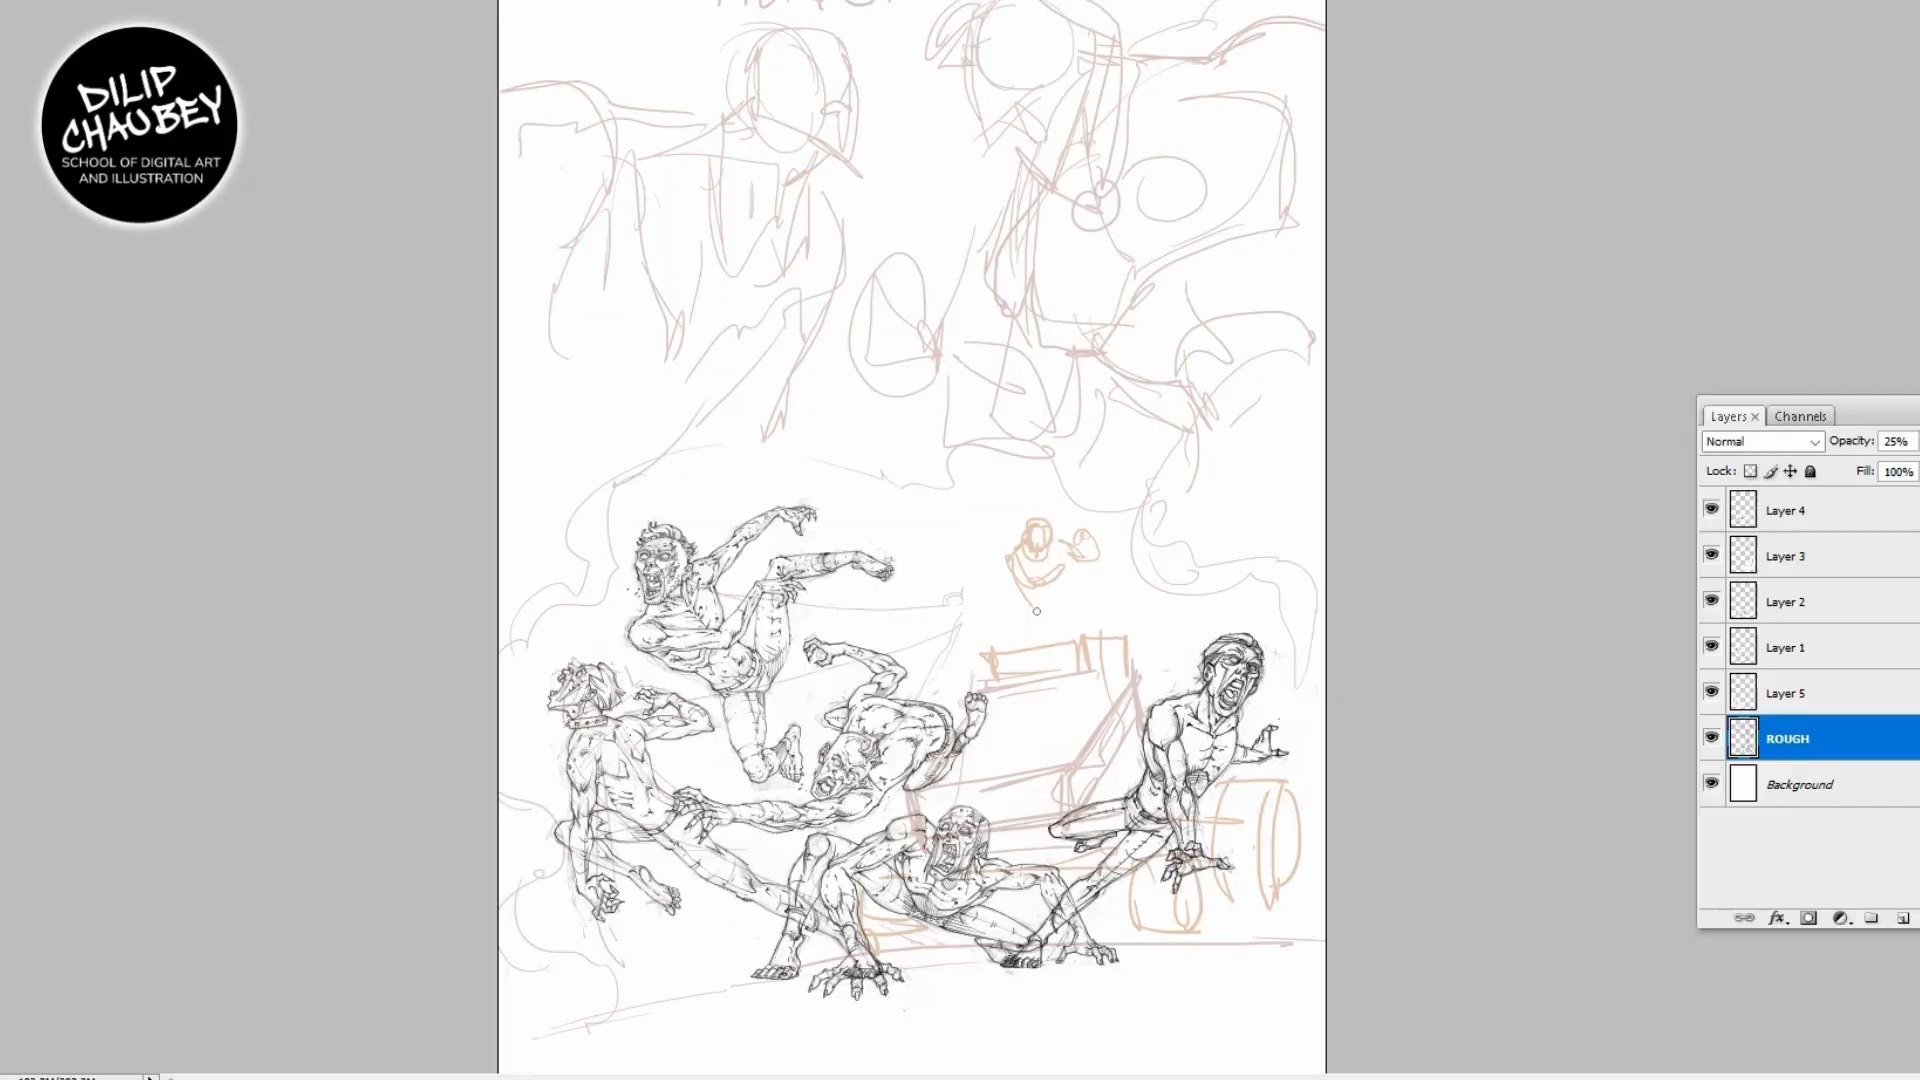 DILIP
CHAUBEY
SCHOOL OF DIGITAL ART
AND ILLUSTRATION
Layers
Channels
Normal
Opacity: 25%
Lock:
Fill: 100%
Layer 4
Layer 3
Layer 2
Layer 1
Layer 5
ROUGH
Background
fx